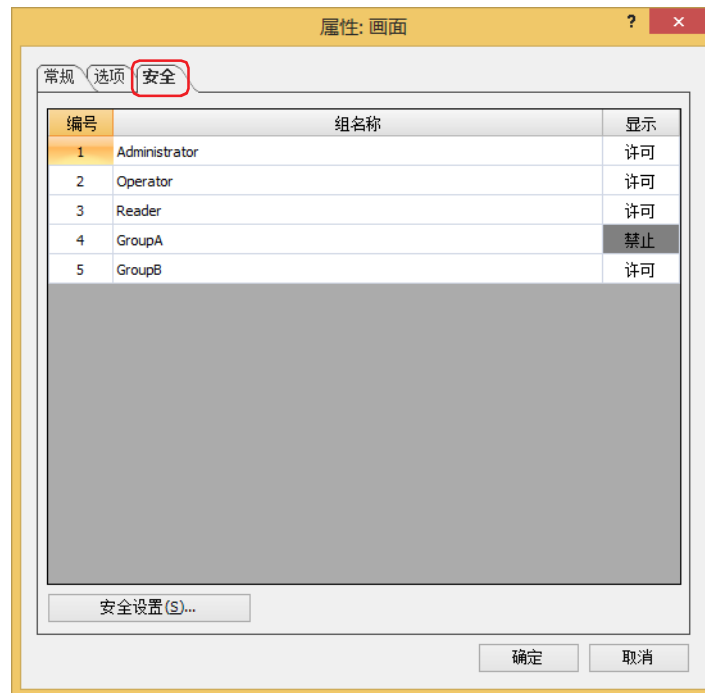 属性: 画面 ? ×
常规 选项 安全
编号 组名称 显示
1 Administrator 许可
2 Operator 许可
3 Reader 许可
4 GroupA 禁止
5 GroupB 许可
安全设置(S)...
确定 取消